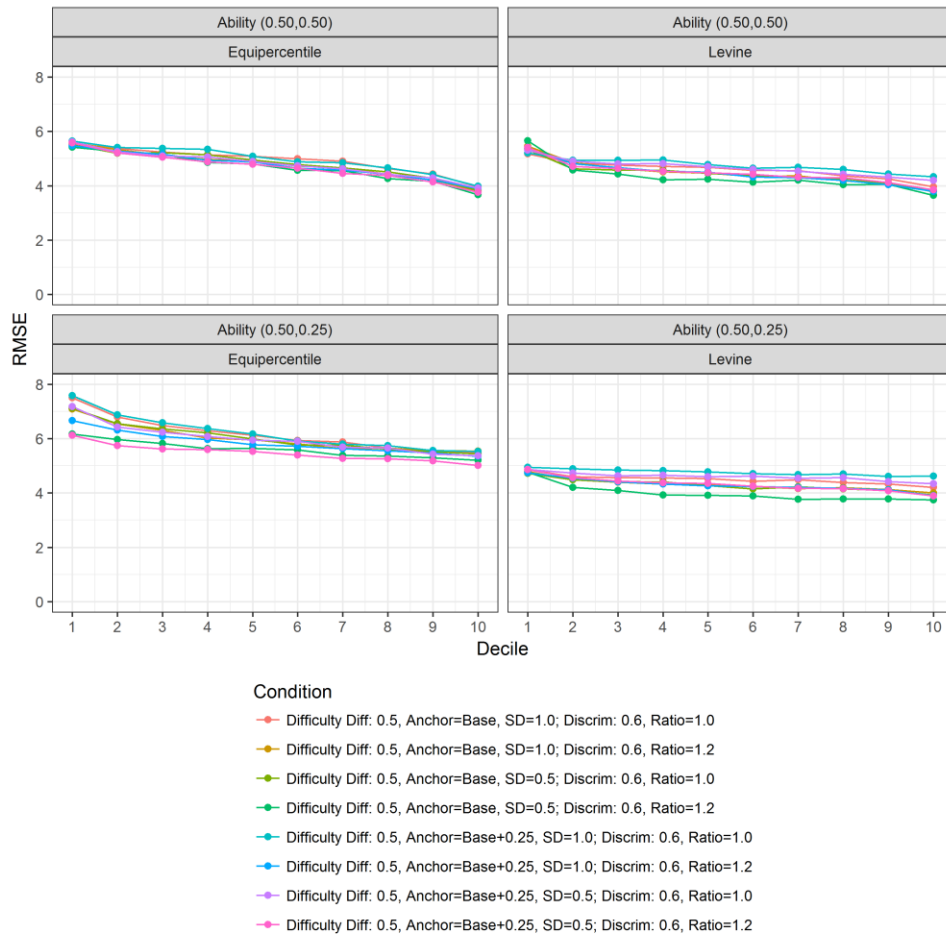 Ability (0.50,0.50)
Ability (0.50,0.50)
Equipercentile
Levine
8
6
4
2
0
RMSE
Ability (0.50,0.25)
Ability (0.50,0.25)
Equipercentile
Levine
8
6
4
2
0
1 2 3 4 5 6 7 8 9 10
1 2 3 4 5 6 7 8 9 10
Decile
Condition
Difficulty Diff: 0.5, Anchor=Base, SD=1.0; Discrim: 0.6, Ratio=1.0
Difficulty Diff: 0.5, Anchor=Base, SD=1.0; Discrim: 0.6, Ratio=1.2
Difficulty Diff: 0.5, Anchor=Base, SD=0.5; Discrim: 0.6, Ratio=1.0
Difficulty Diff: 0.5, Anchor=Base, SD=0.5; Discrim: 0.6, Ratio=1.2
Difficulty Diff: 0.5, Anchor=Base+0.25, SD=1.0; Discrim: 0.6, Ratio=1.0
Difficulty Diff: 0.5, Anchor=Base+0.25, SD=1.0; Discrim: 0.6, Ratio=1.2
Difficulty Diff: 0.5, Anchor=Base+0.25, SD=0.5; Discrim: 0.6, Ratio=1.0
Difficulty Diff: 0.5, Anchor=Base+0.25, SD=0.5; Discrim: 0.6, Ratio=1.2